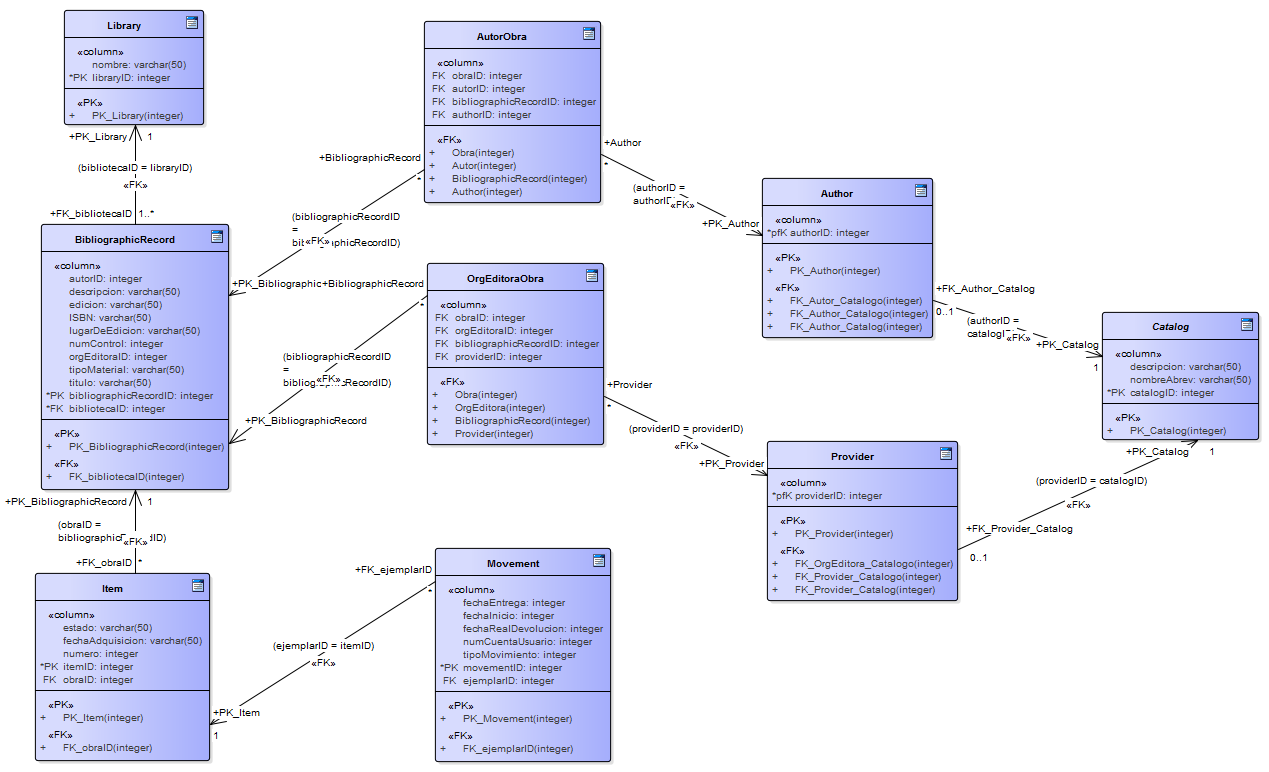 Library
«column»
nombre: varchar(50)
*PK libraryID: integer
«PK»
+ PK_Library(integer)
+PK_Library
1
(bibliotecaID = libraryID)
«FK»
+FK_bibliotecaID
1..*
BibliographicRecord
«column»
autorID: integer
descripcion: varchar(50)
edicion: varchar(50)
ISBN: varchar(50)
lugarDeEdicion: varchar(50)
numControl: integer
orgEditoraID: integer
tipoMaterial: varchar(50)
titulo: varchar(50)
*PK bibliographicRecordID: integer
*FK bibliotecaID: integer
«PK»
+ PK_BibliographicRecord(integer)
«FK»
+ FK_bibliotecaID(integer)
+PK_BibliographicRecord
1
(obraID =
«FK»
+FK_obraID
*
Item
«column»
estado: varchar(50)
fechaAdquisicion: varchar(50)
numero: integer
*PK itemID: integer
FK obraID: integer
«PK»
+ PK_Item(integer)
«FK»
+ FK_obraID(integer)
AutorObra
«column»
FK obraID: integer
FK autorID: integer
FK bibliographicRecordID: integer
FK authorID: integer
«FK»
+ Obra(integer)
+ Autor(integer)
+ BibliographicRecord(integer)
+ Author(integer)
+BibliographicRecord
*
(bibliographicRecordID
=
«FK»
+PK_Bibliographic+BibliographicRecord
*
OrgEditoraObra
«column»
FK obraID: integer
FK orgEditoraID: integer
FK bibliographicRecordID: integer
FK providerID: integer
«FK»
+ Obra(integer)
+ OrgEditora(integer)
+ BibliographicRecord(integer)
+ Provider(integer)
(bibliographicRecordID
=
«FK»
+PK_BibliographicRecord
Movement
«column»
fechaEntrega: integer
fechaInicio: integer
fechaRealDevolucion: integer
numCuentaUsuario: integer
tipoMovimiento: integer
*PK movementID: integer
FK ejemplarID: integer
«PK»
+ PK_Movement(integer)
«FK»
+ FK_ejemplarID(integer)
+FK_ejemplarID
*
(ejemplarID = itemID)
«FK»
+PK_Item
1
+Author
*
(authorID =
«FK»
+PK_Author
Author
«column»
*pfK authorID: integer
«PK»
+ PK_Author(integer)
«FK»
+ FK_Autor_Catalogo(integer)
+ FK_Author_Catalogo(integer)
+ FK_Author_Catalog(integer)
+FK_Author_Catalog
0..1
(authorID =
«FK»
+PK_Catalog
1
Catalog
«column»
descripcion: varchar(50)
nombreAbrev: varchar(50)
*PK catalogID: integer
«PK»
+ PK_Catalog(integer)
+Provider
*
(providerID = providerID)
«FK»
+PK_Provider
Provider
«column»
*pfK providerID: integer
«PK»
+ PK_Provider(integer)
«FK»
+ FK_OrgEditora_Catalogo(integer)
+ FK_Provider_Catalogo(integer)
+ FK_Provider_Catalog(integer)
+PK_Catalog
1
(providerID = catalogID)
«FK»
+FK_Provider_Catalog
0..1